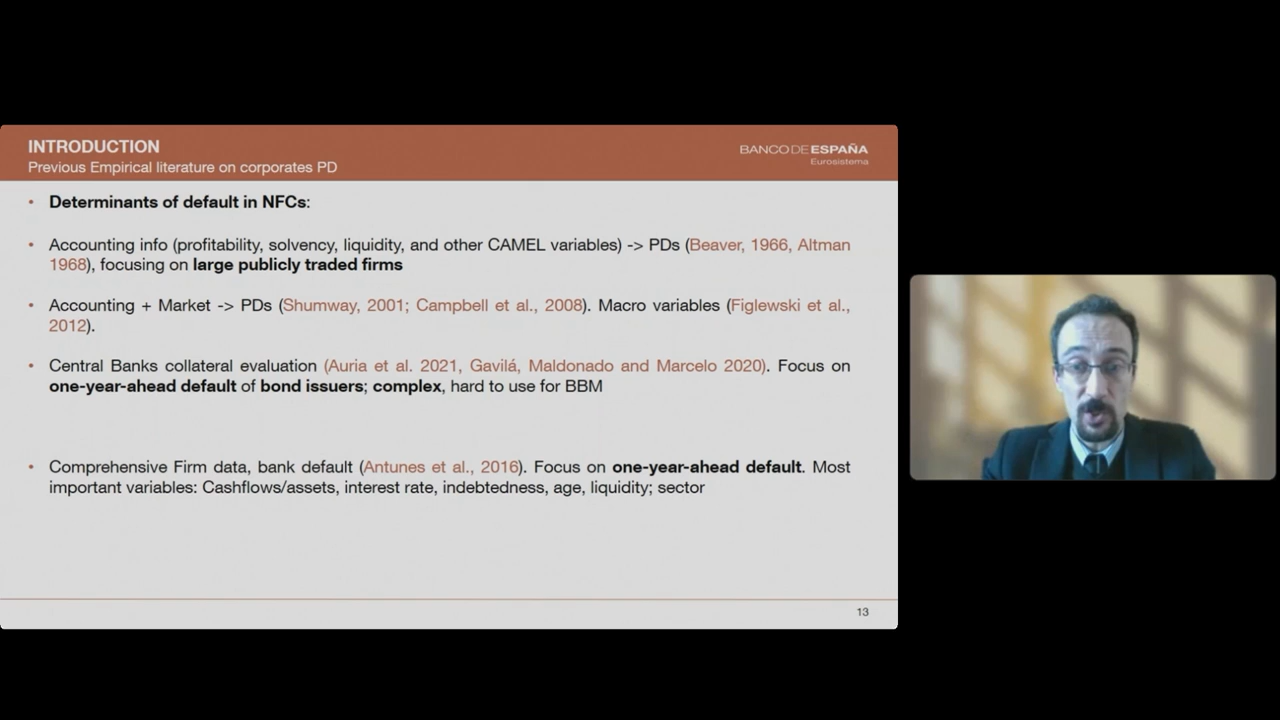 INTRODUCTION
Previous Empirical literature on corporates PD
BANCO DE ESPAÑA
Eurosistema
• Determinants of default in NFCs:
• Accounting info (profitability, solvency, liquidity, and other CAMEL variables) -> PDs (Beaver, 1966, Altman
1968), focusing on large publicly traded firms
• Accounting + Market -> PDs (Shumway, 2001; Campbell et al., 2008). Macro variables (Figlewski et al.,
2012).
• Central Banks collateral evaluation (Auria et al. 2021, Gavilá, Maldonado and Marcelo 2020). Focus on
one-year-ahead default of bond issuers; complex, hard to use for BBM
• Comprehensive Firm data, bank default (Antunes et al., 2016). Focus on one-year-ahead default. Most
important variables: Cashflows/assets, interest rate, indebtedness, age, liquidity; sector
13